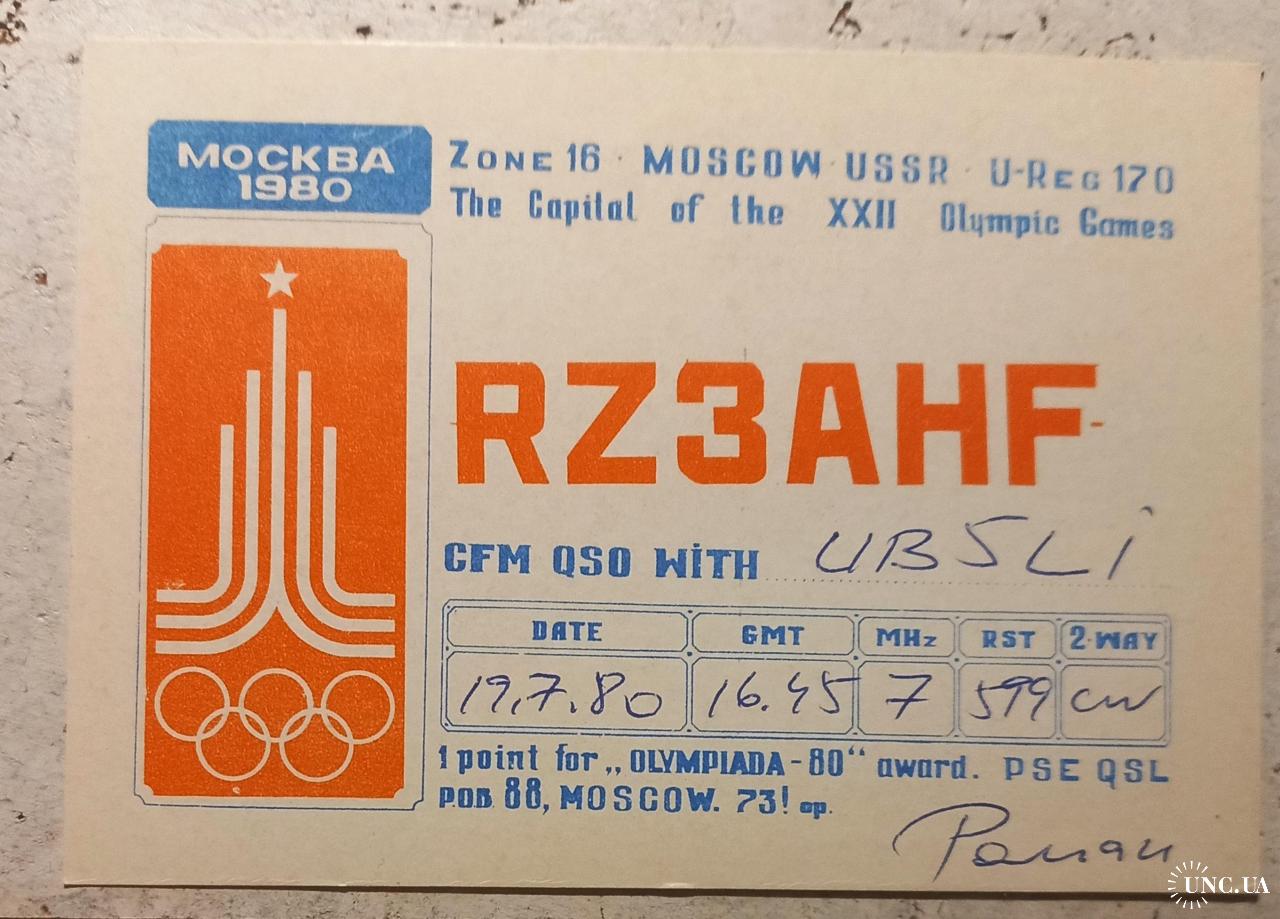 МОСКВА
1980
ZONE 16 · MOSCOW · USSR · U-REG 170
The Capital of the XXII Olympic Games
RZ3AHF
CFM QSO WITH UB5LI
DATE GMT MHz RST 2-WAY
19.7.80 16.45 7 599 CW
1 point for „OLYMPIADA-80“ award. PSE QSL
P.O.B. 88, MOSCOW. 73! op.
Роман
UNC.UA